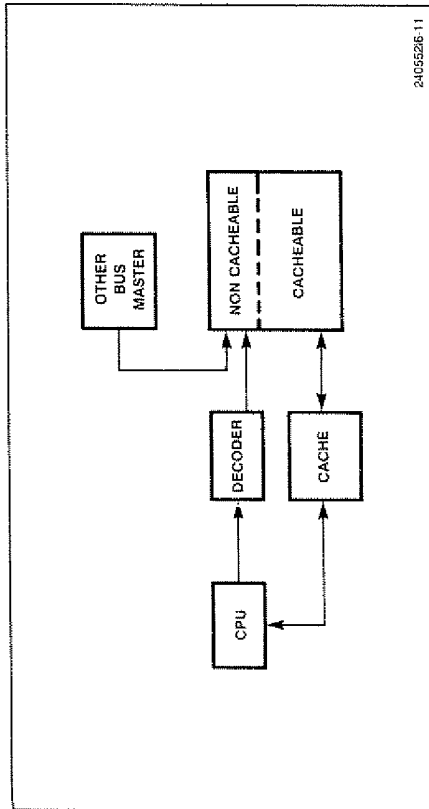 OTHER
BUS
MASTER
NON CACHEABLE
CACHEABLE
DECODER
CACHE
CPU
240552i6-11